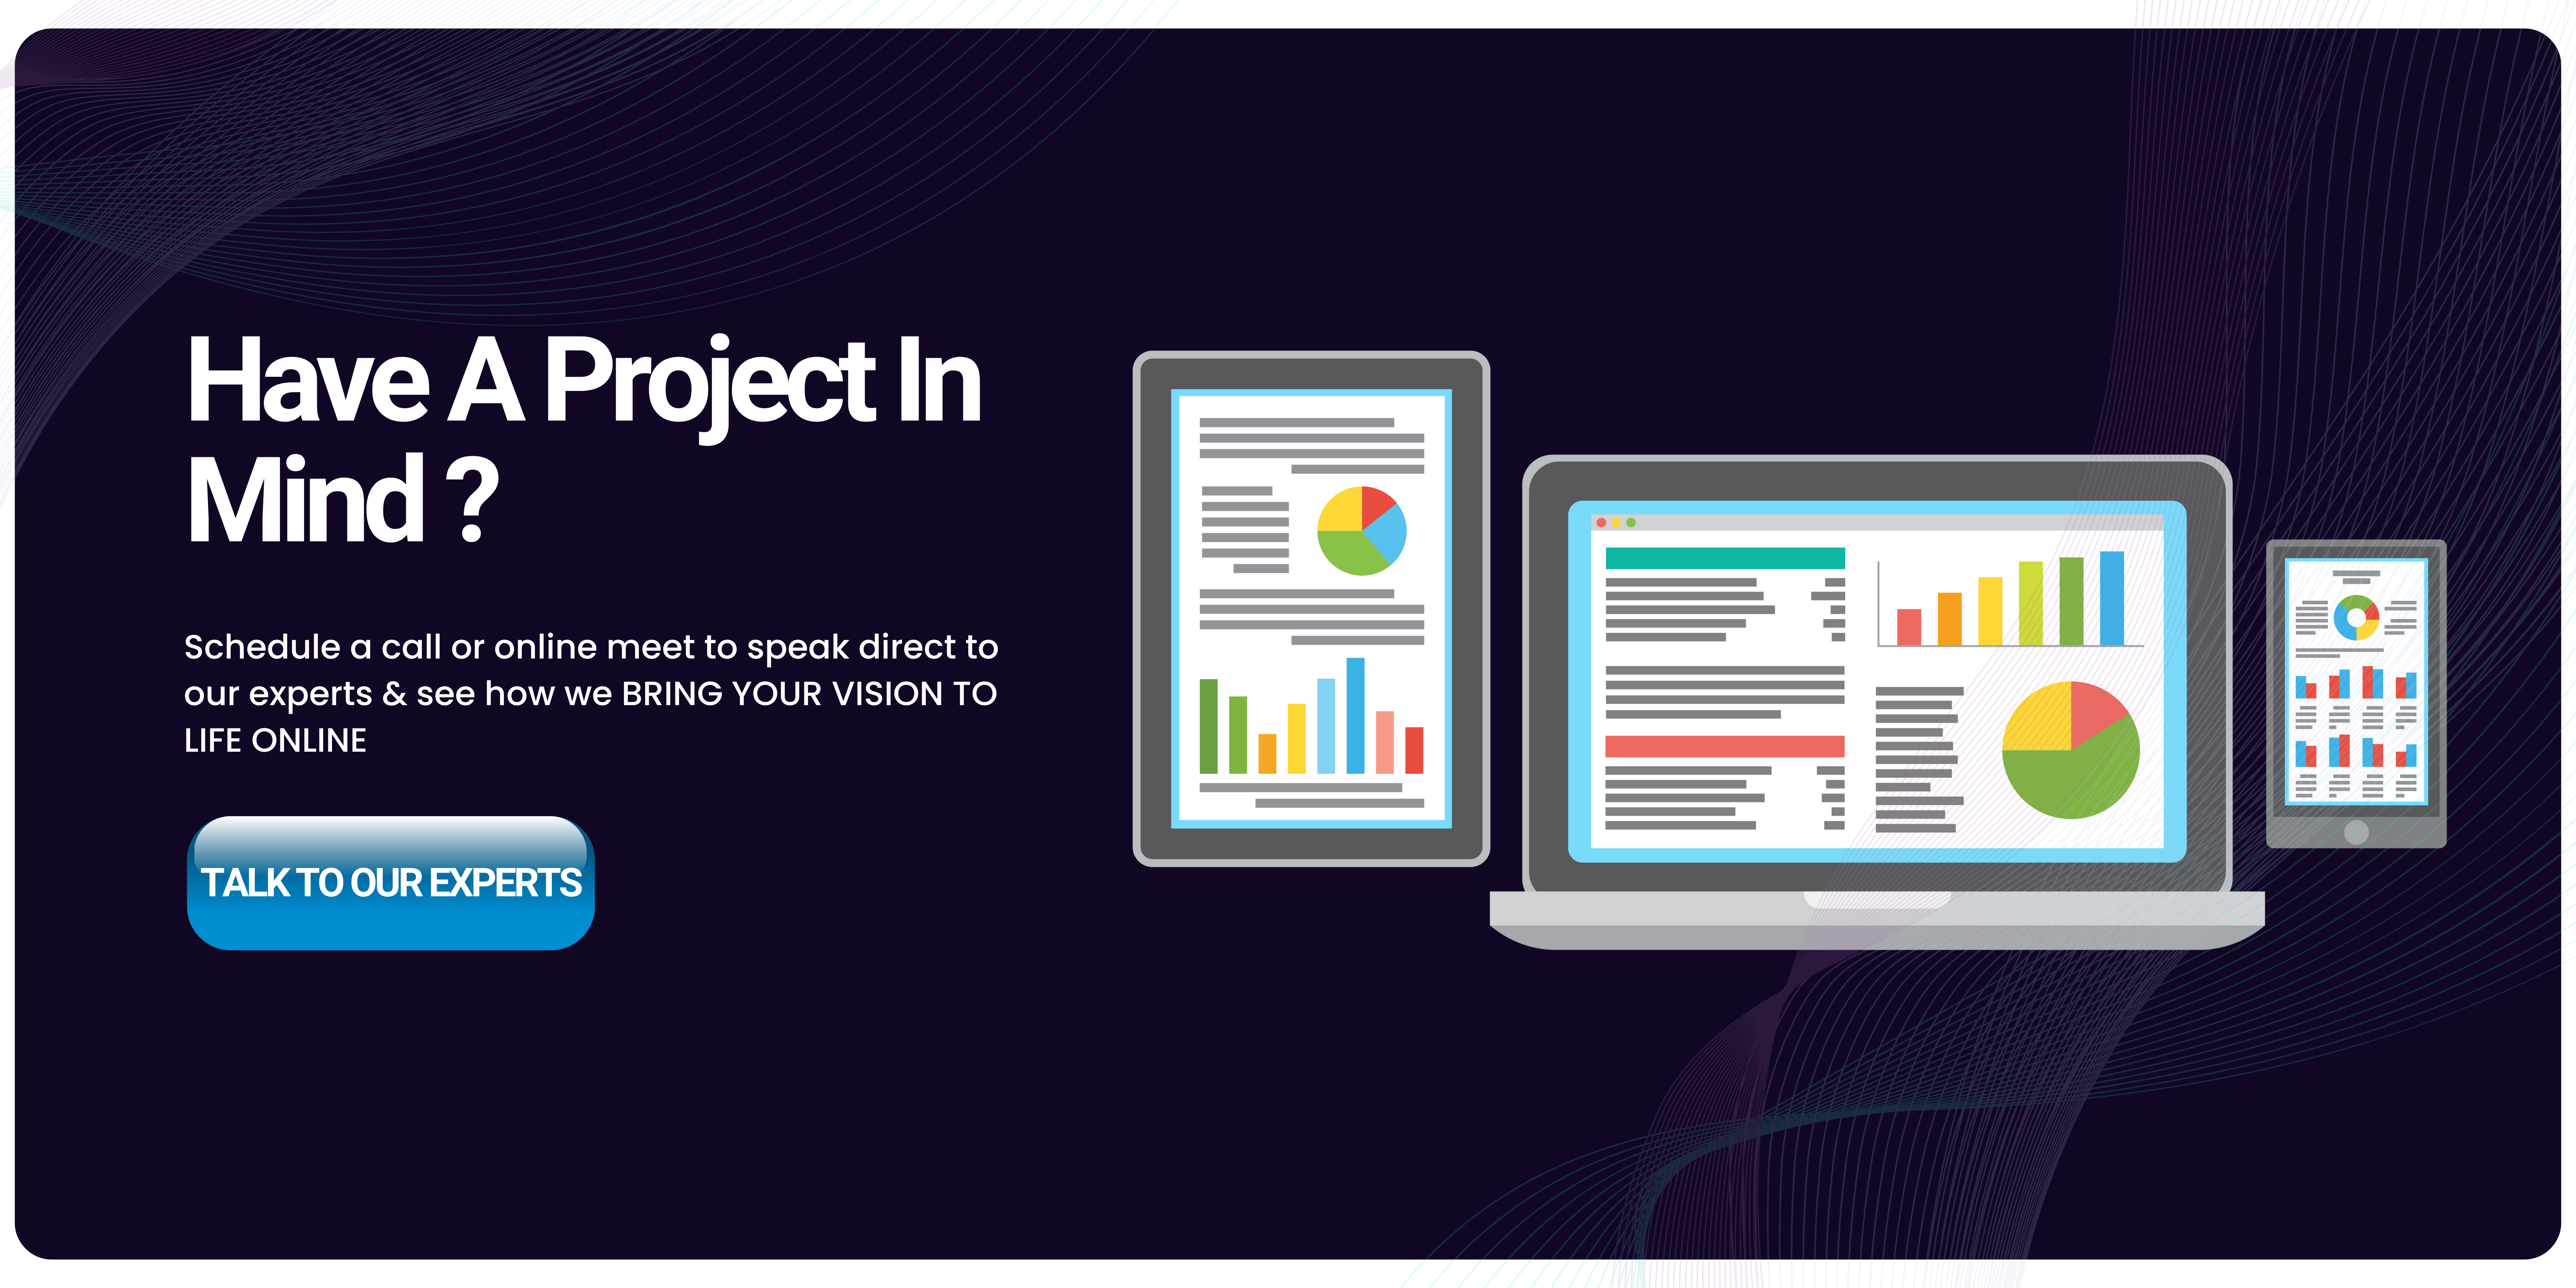 Have A Project In
Mind ?
Schedule a call or online meet to speak direct to
our experts & see how we BRING YOUR VISION TO
LIFE ONLINE
TALK TO OUR EXPERTS